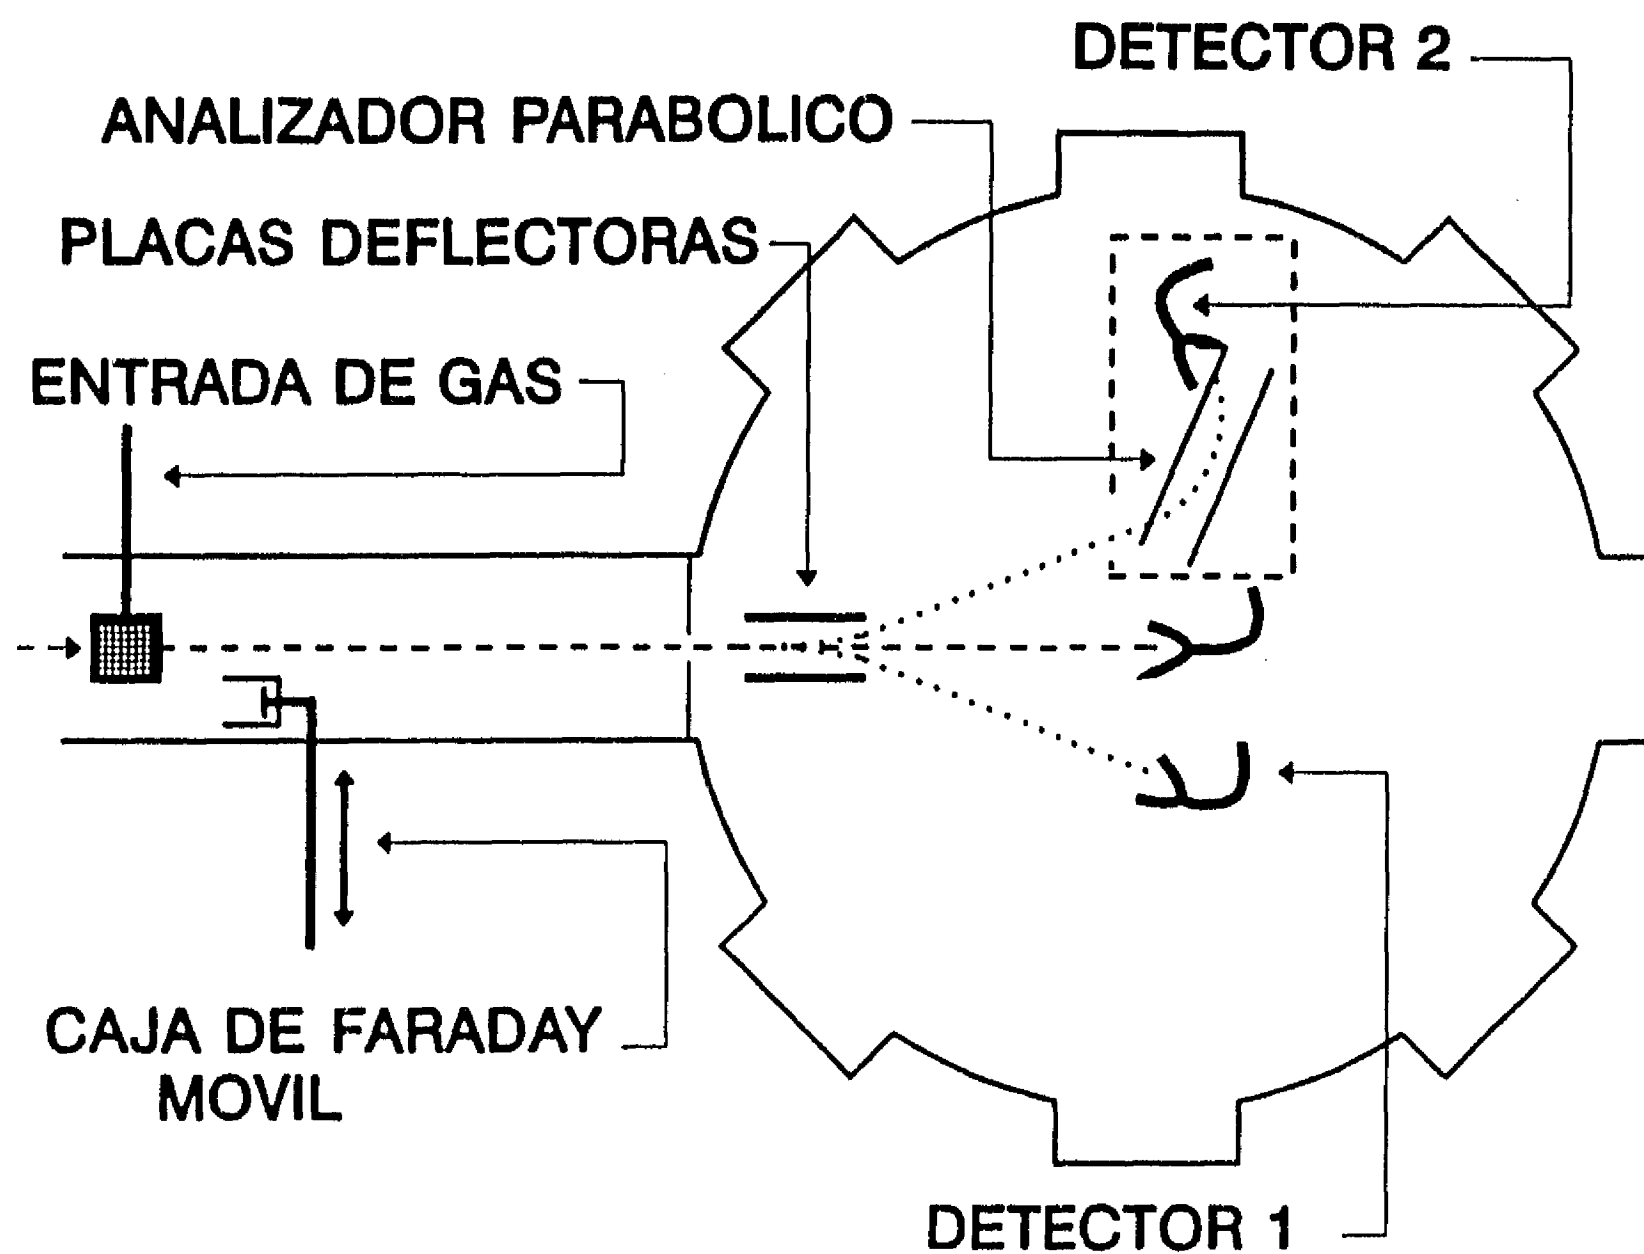 DETECTOR 2
ANALIZADOR PARABOLICO
PLACAS DEFLECTORAS
ENTRADA DE GAS
CAJA DE FARADAY
MOVIL
DETECTOR 1